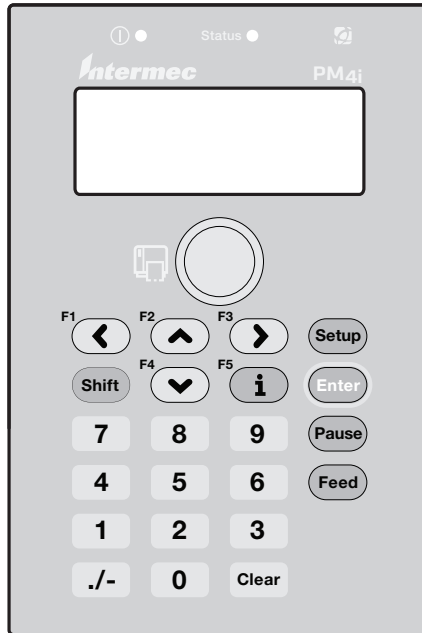 Status
Intermec PM4i
F1 F2 F3
Setup
Shift F4 F5 i Enter
7 8 9 Pause
4 5 6 Feed
1 2 3
./- 0 Clear